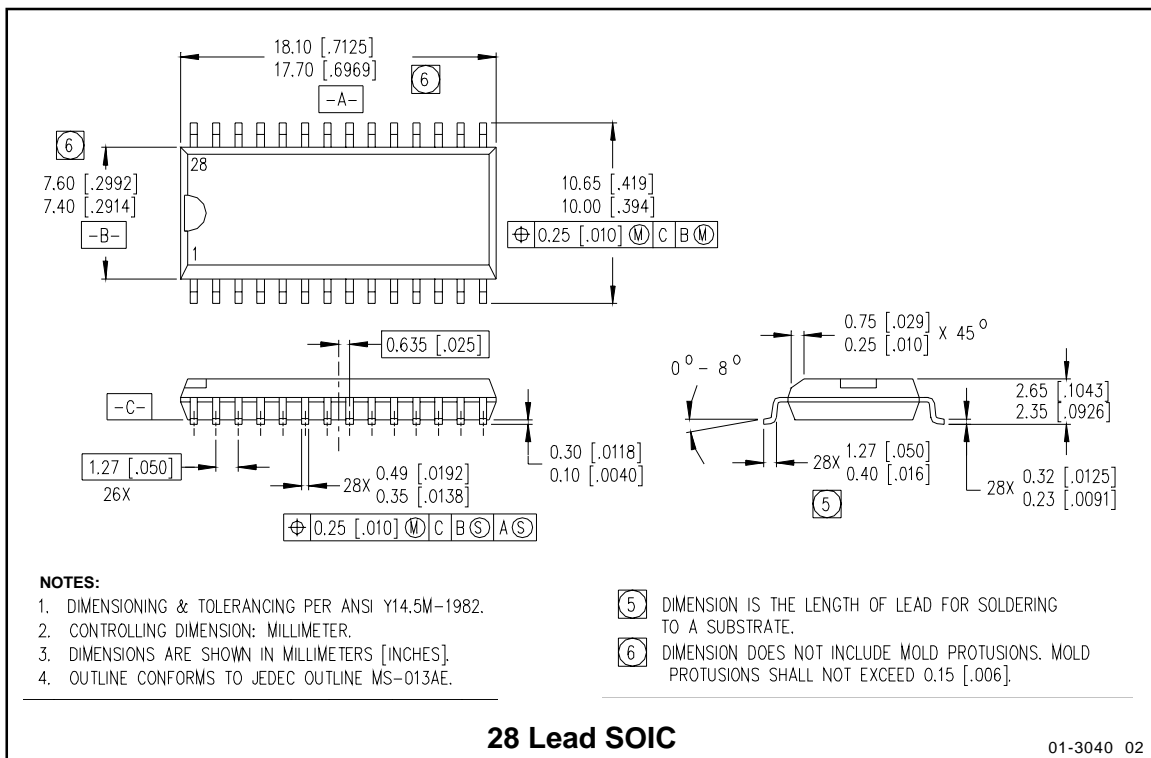 18.10 [.7125]
17.70 [.6969]
6
-A-
6
28
7.60 [.2992]
7.40 [.2914]
-B-
1
10.65 [.419]
10.00 [.394]
⌖ 0.25 [.010] Ⓜ C B Ⓜ
0.635 [.025]
-C-
1.27 [.050]
26X
28X 0.49 [.0192]
0.35 [.0138]
⌖ 0.25 [.010] Ⓜ C B Ⓢ A Ⓢ
0.30 [.0118]
0.10 [.0040]
0.75 [.029]
0.25 [.010]
X 45°
0° - 8°
2.65 [.1043]
2.35 [.0926]
28X 1.27 [.050]
0.40 [.016]
5
28X 0.32 [.0125]
0.23 [.0091]
NOTES:
1. DIMENSIONING & TOLERANCING PER ANSI Y14.5M-1982.
2. CONTROLLING DIMENSION: MILLIMETER.
3. DIMENSIONS ARE SHOWN IN MILLIMETERS [INCHES].
4. OUTLINE CONFORMS TO JEDEC OUTLINE MS-013AE.
5 DIMENSION IS THE LENGTH OF LEAD FOR SOLDERING
TO A SUBSTRATE.
6 DIMENSION DOES NOT INCLUDE MOLD PROTUSIONS. MOLD
PROTUSIONS SHALL NOT EXCEED 0.15 [.006].
28 Lead SOIC
01-3040 02